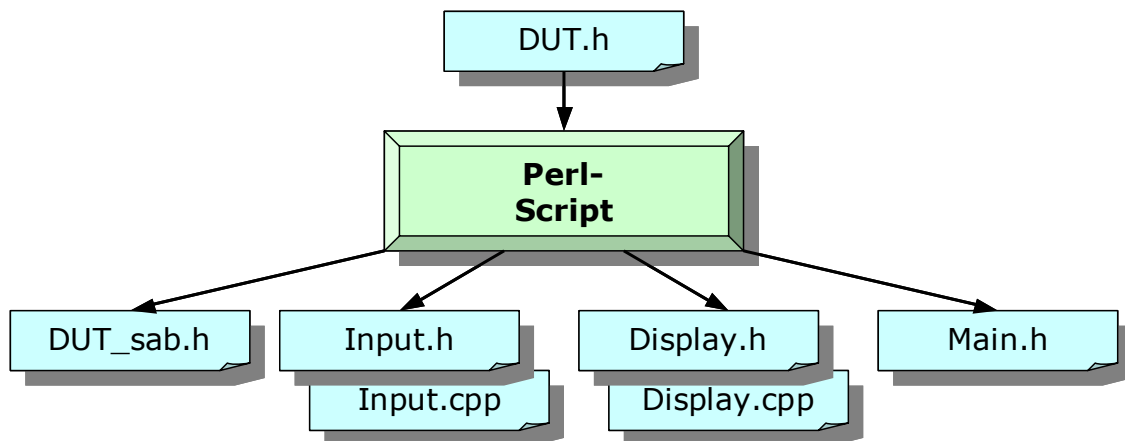 DUT.h
Perl-
Script
DUT_sab.h
Input.h
Display.h
Main.h
Input.cpp
Display.cpp